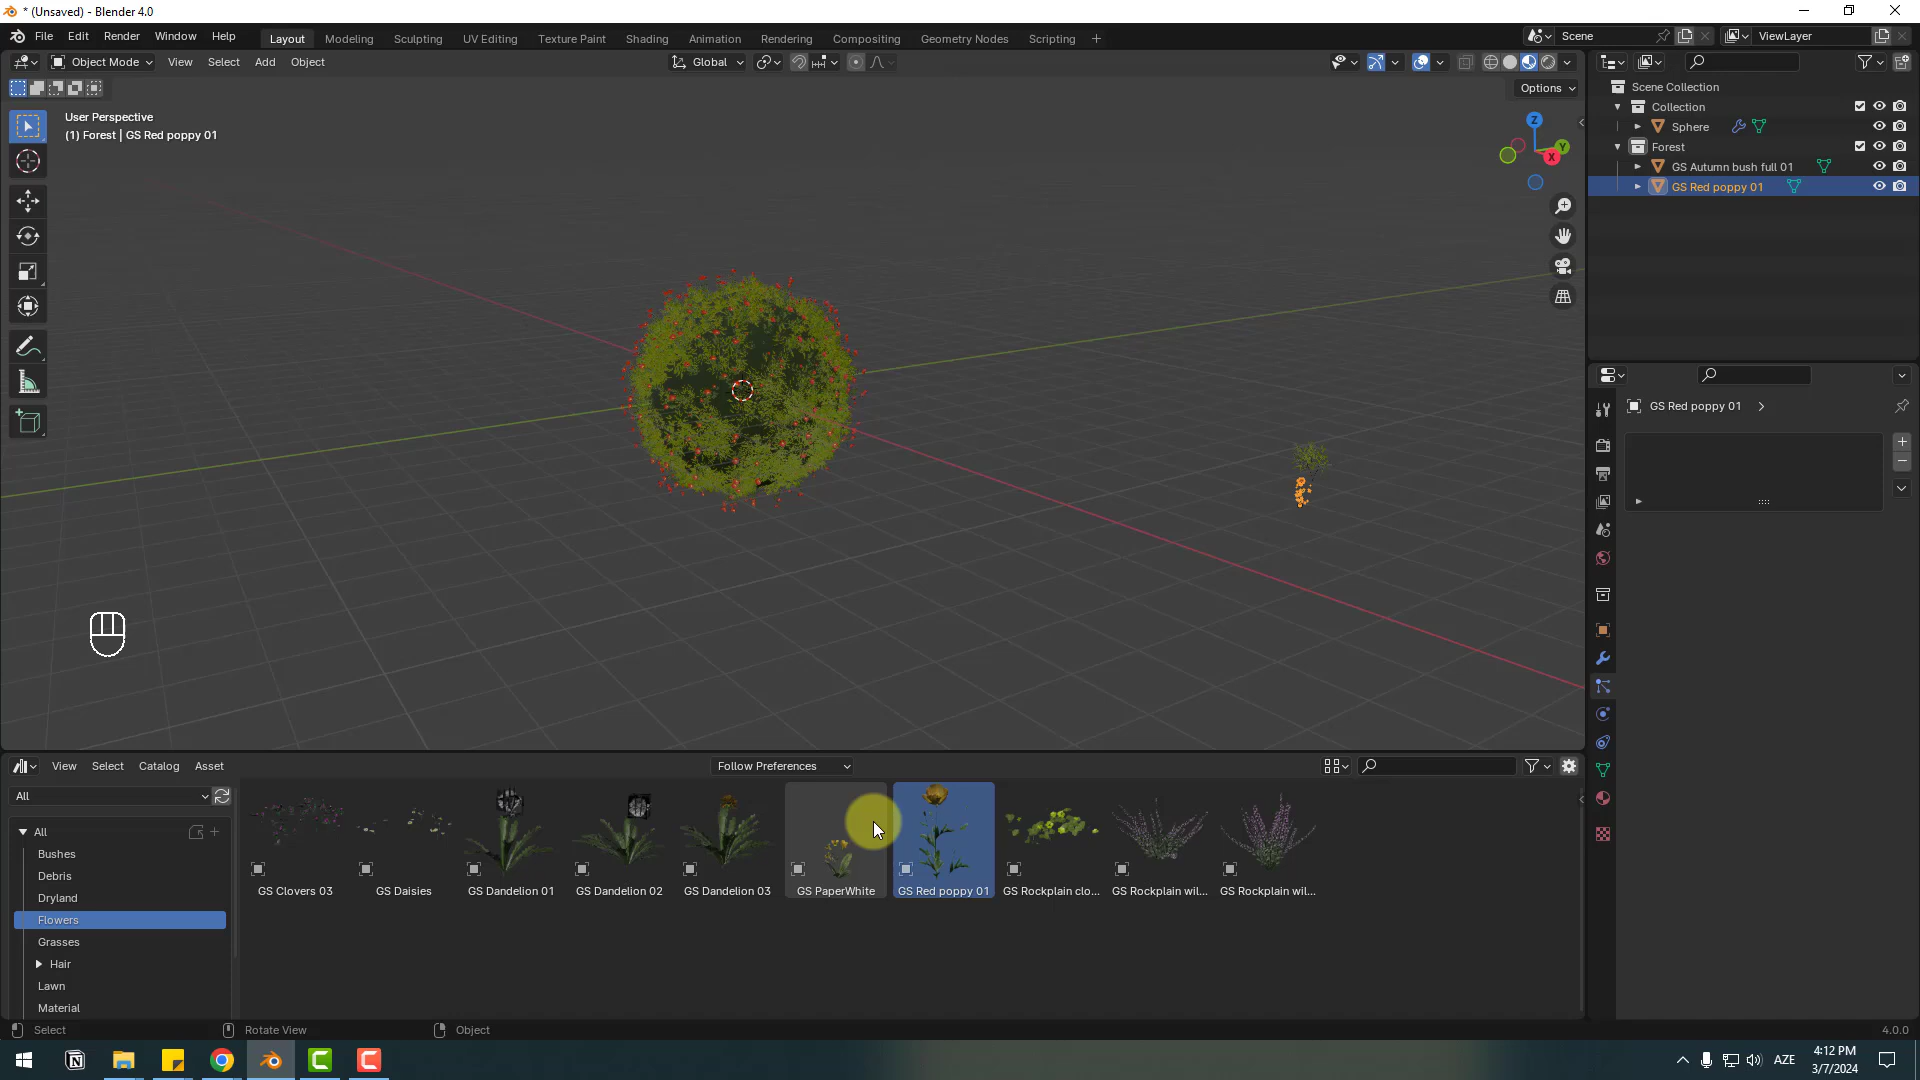 * (Unsaved) - Blender 4.0
File Edit Render Window Help Layout Modeling Sculpting UV Editing Texture Paint Shading Animation Rendering Compositing Geometry Nodes Scripting + Scene ViewLayer
Object Mode View Select Add Object Global
Options
User Perspective
(1) Forest | GS Red poppy 01
Z
Y
X
Scene Collection
Collection
Sphere
Forest
GS Autumn bush full 01
GS Red poppy 01
GS Red poppy 01
View Select Catalog Asset Follow Preferences
All
All
Bushes
Debris
Dryland
Flowers
Grasses
Hair
Lawn
Material
GS Clovers 03 GS Daisies GS Dandelion 01 GS Dandelion 02 GS Dandelion 03 GS PaperWhite GS Red poppy 01 GS Rockplain clo... GS Rockplain wil... GS Rockplain wil...
Select Rotate View Object 4.0.0
AZE
4:12 PM
3/7/2024